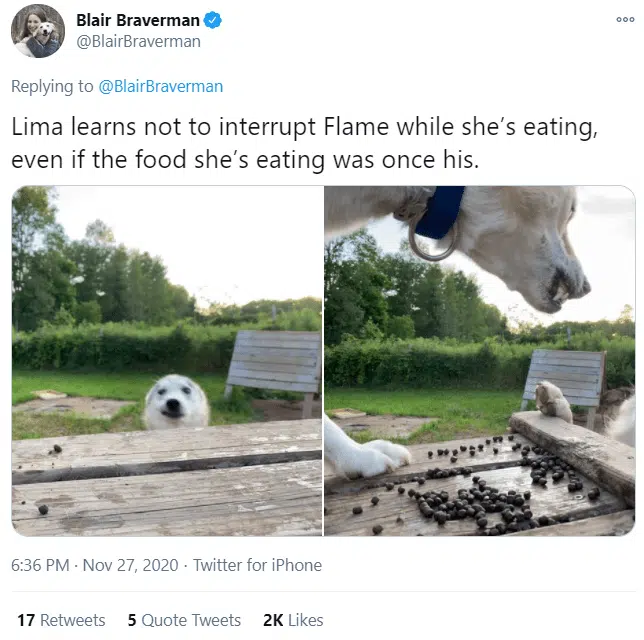 Blair Braverman
@BlairBraverman
Replying to @BlairBraverman
Lima learns not to interrupt Flame while she’s eating,
even if the food she’s eating was once his.
6:36 PM · Nov 27, 2020 · Twitter for iPhone
17 Retweets 5 Quote Tweets 2K Likes